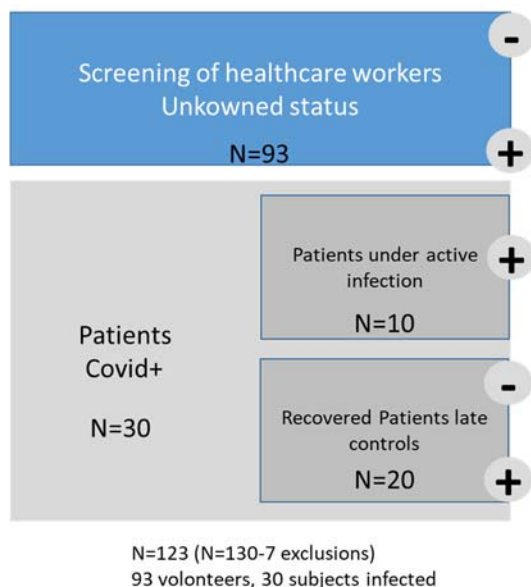 -
Screening of healthcare workers
Unkowned status
N=93
+
Patients under active
infection
+
N=10
Patients
Covid+
N=30
-
Recovered Patients late
controls
N=20
+
N=123 (N=130-7 exclusions)
93 volunteers, 30 subjects infected